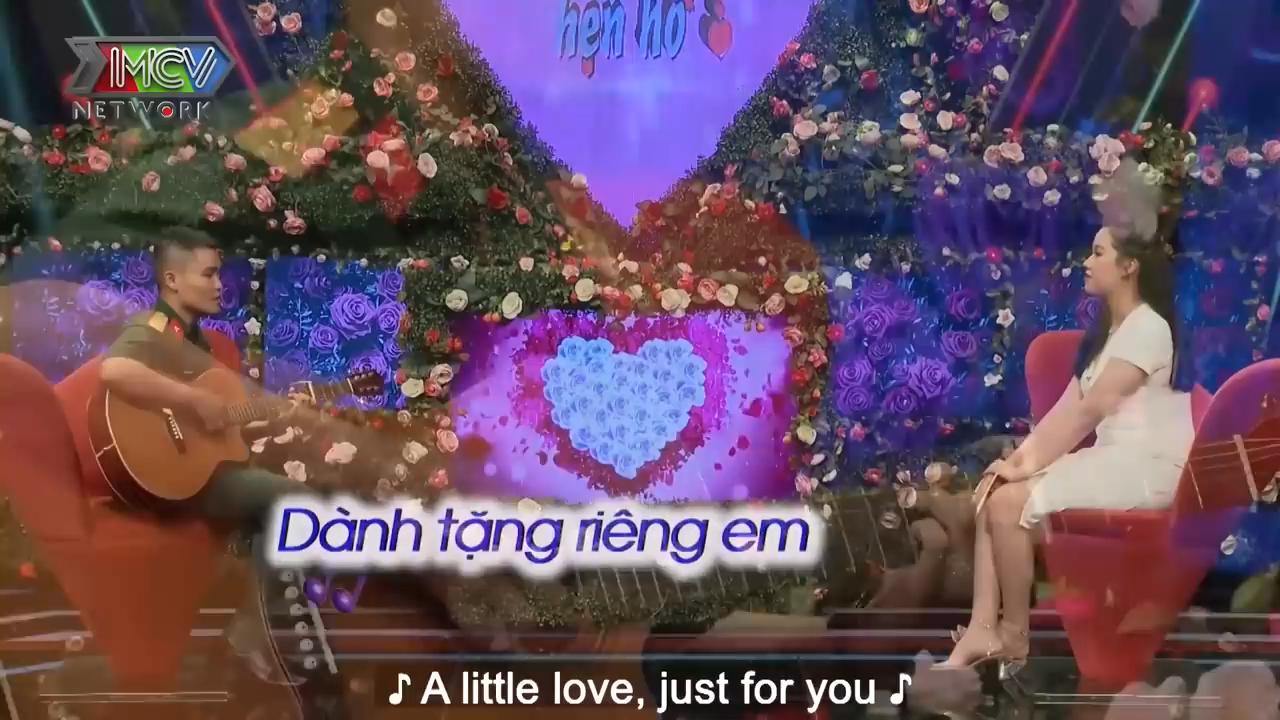 hẹn hò
MCV
NETWORK
Dành tặng riêng em
♪ A little love, just for you ♪